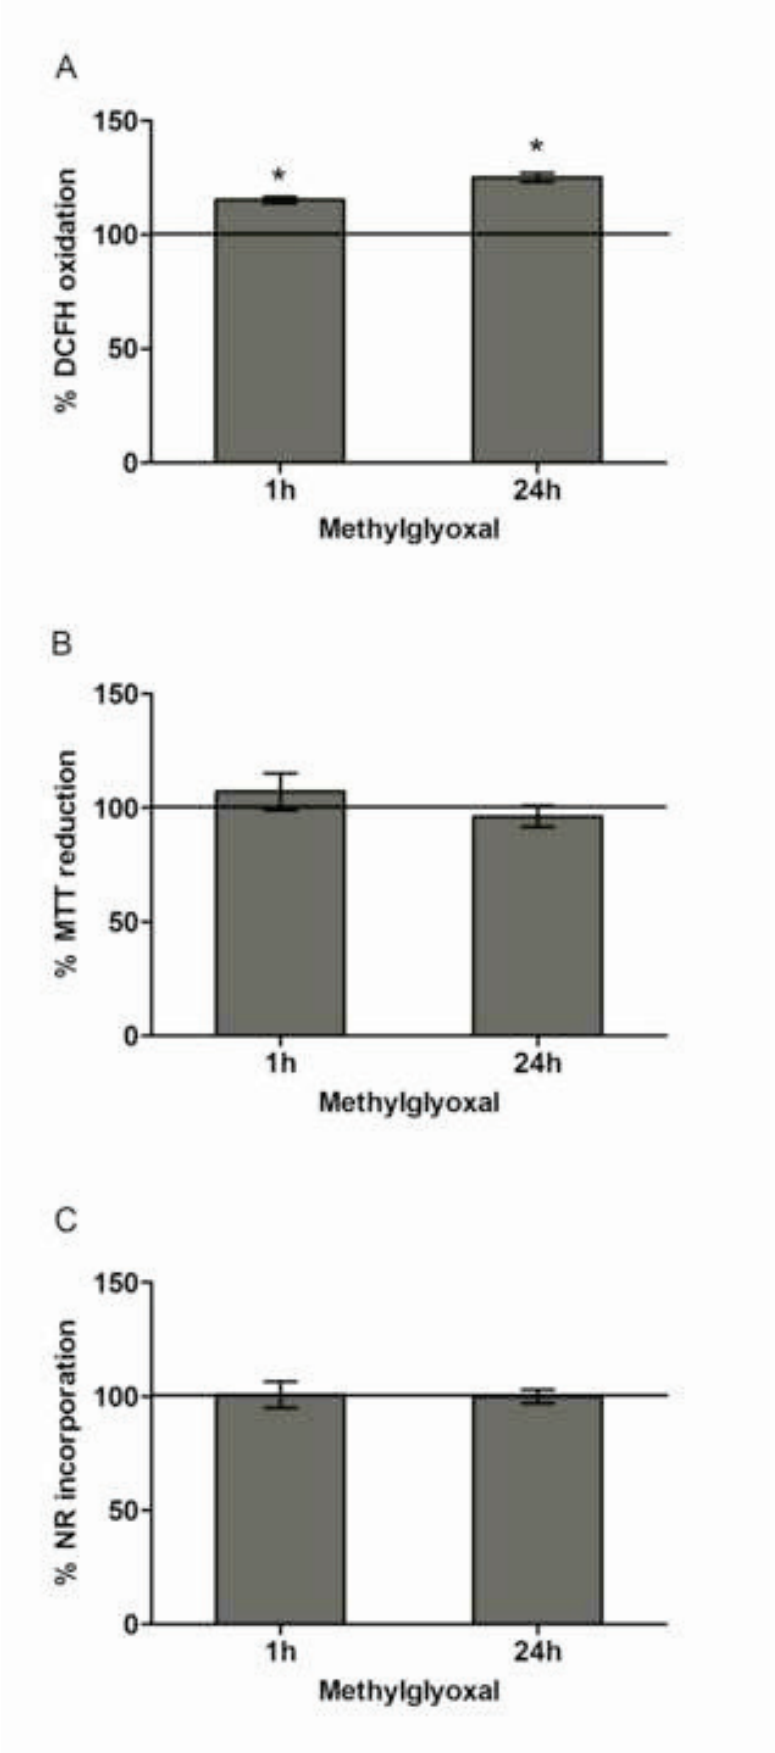 A
% DCFH oxidation
150
*
*
100
50
0
1h 24h
Methylglyoxal
B
% MTT reduction
150
100
50
0
1h 24h
Methylglyoxal
C
% NR incorporation
150
100
50
0
1h 24h
Methylglyoxal